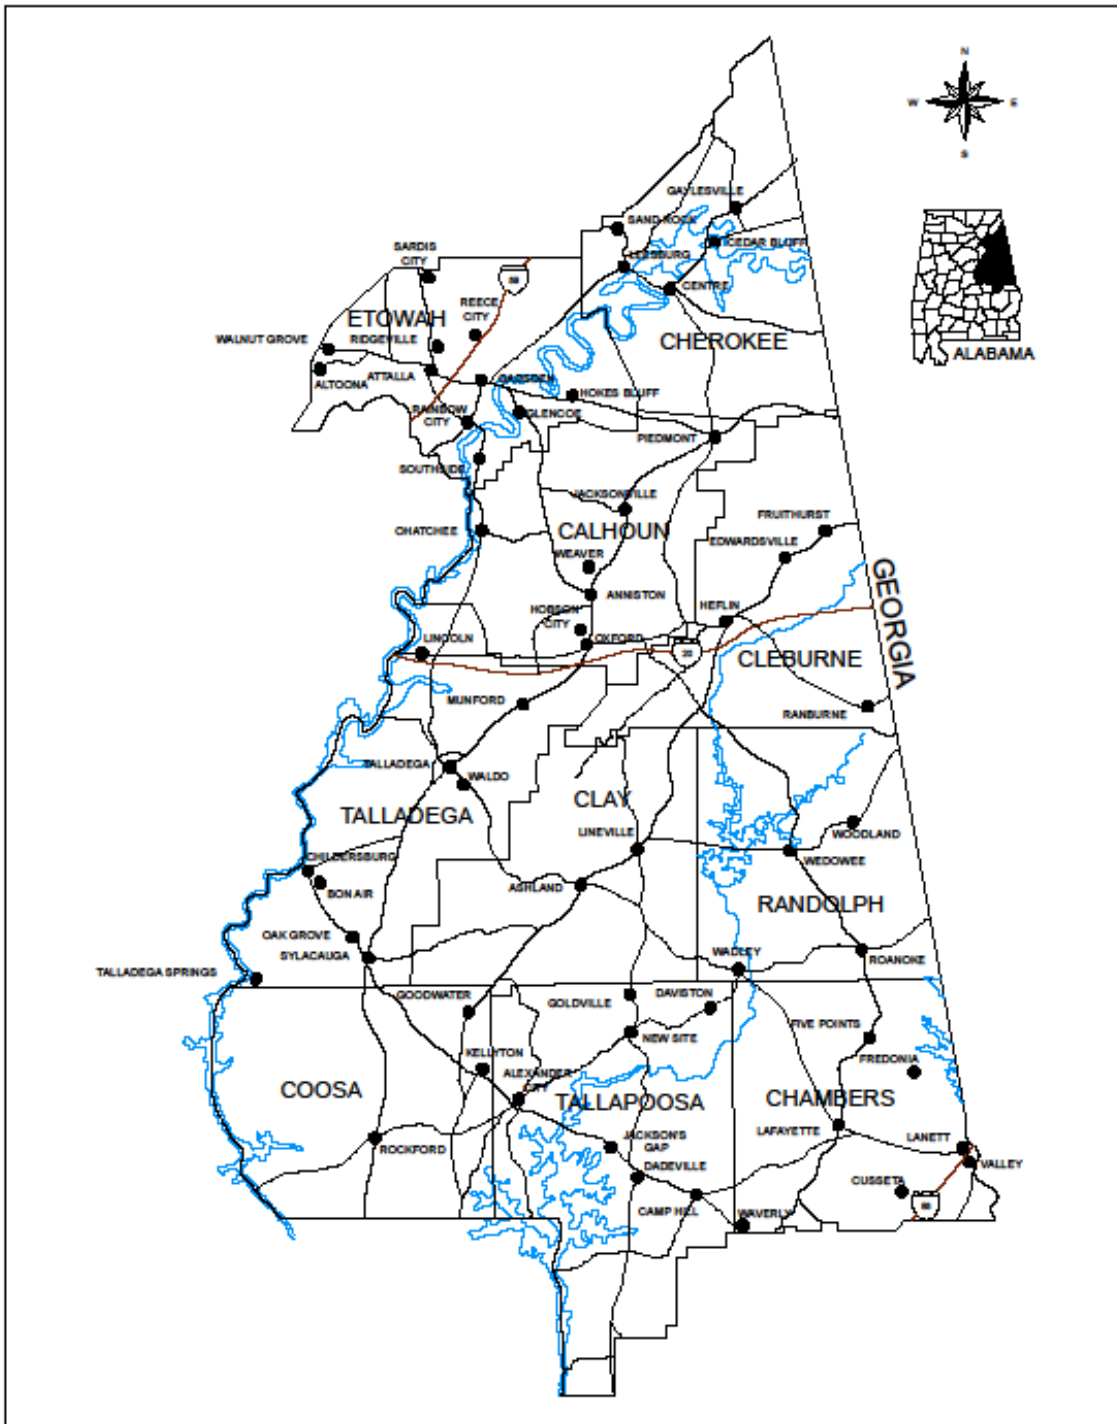 N
W E
S
GAYLESVILLE
SAND ROCK
CEDAR BLUFF
SARDIS
CITY
LEESBURG
CENTRE
REECE
CITY
ETOWAH
WALNUT GROVE
RIDGEVILLE
CHEROKEE
ALABAMA
ALTOONA
ATTALLA
GADSDEN
HOKES BLUFF
RAINBOW
CITY
GLENCOE
PIEDMONT
SOUTHSIDE
JACKSONVILLE
FRUITHURST
OHATCHEE
CALHOUN
EDWARDSVILLE
WEAVER
GEORGIA
ANNISTON
HEFLIN
HOBSON
CITY
LINCOLN
OXFORD
20
CLEBURNE
MUNFORD
RANBURNE
TALLADEGA
WALDO
CLAY
TALLADEGA
LINEVILLE
WOODLAND
CHILDERSBURG
WEDOWEE
BON AIR
ASHLAND
RANDOLPH
OAK GROVE
SYLACAUGA
WADLEY
ROANOKE
TALLADEGA SPRINGS
GOODWATER
GOLDVILLE
DAVISTON
NEW SITE
FIVE POINTS
KELLYTON
FREDONIA
ALEXANDER
CITY
COOSA
TALLAPOOSA
CHAMBERS
LAFAYETTE
ROCKFORD
JACKSON'S
GAP
LANETT
VALLEY
DADEVILLE
CUSSETA
CAMP HILL
WAVERLY